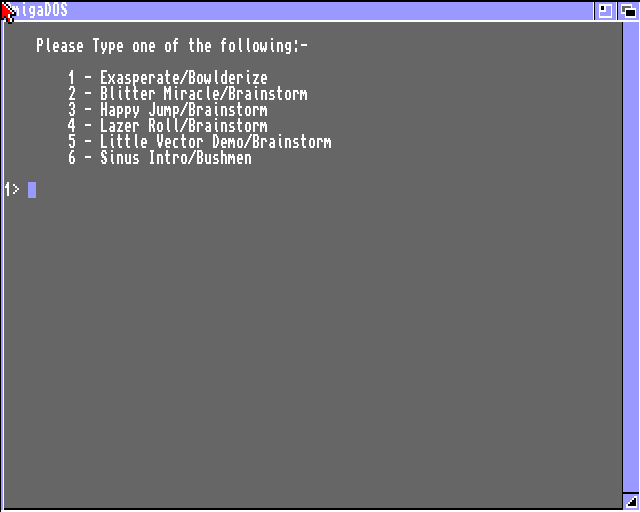 AmigaDOS
Please Type one of the following:-
1 - Exasperate/Bowlderize
2 - Blitter Miracle/Brainstorm
3 - Happy Jump/Brainstorm
4 - Lazer Roll/Brainstorm
5 - Little Vector Demo/Brainstorm
6 - Sinus Intro/Bushmen
1>